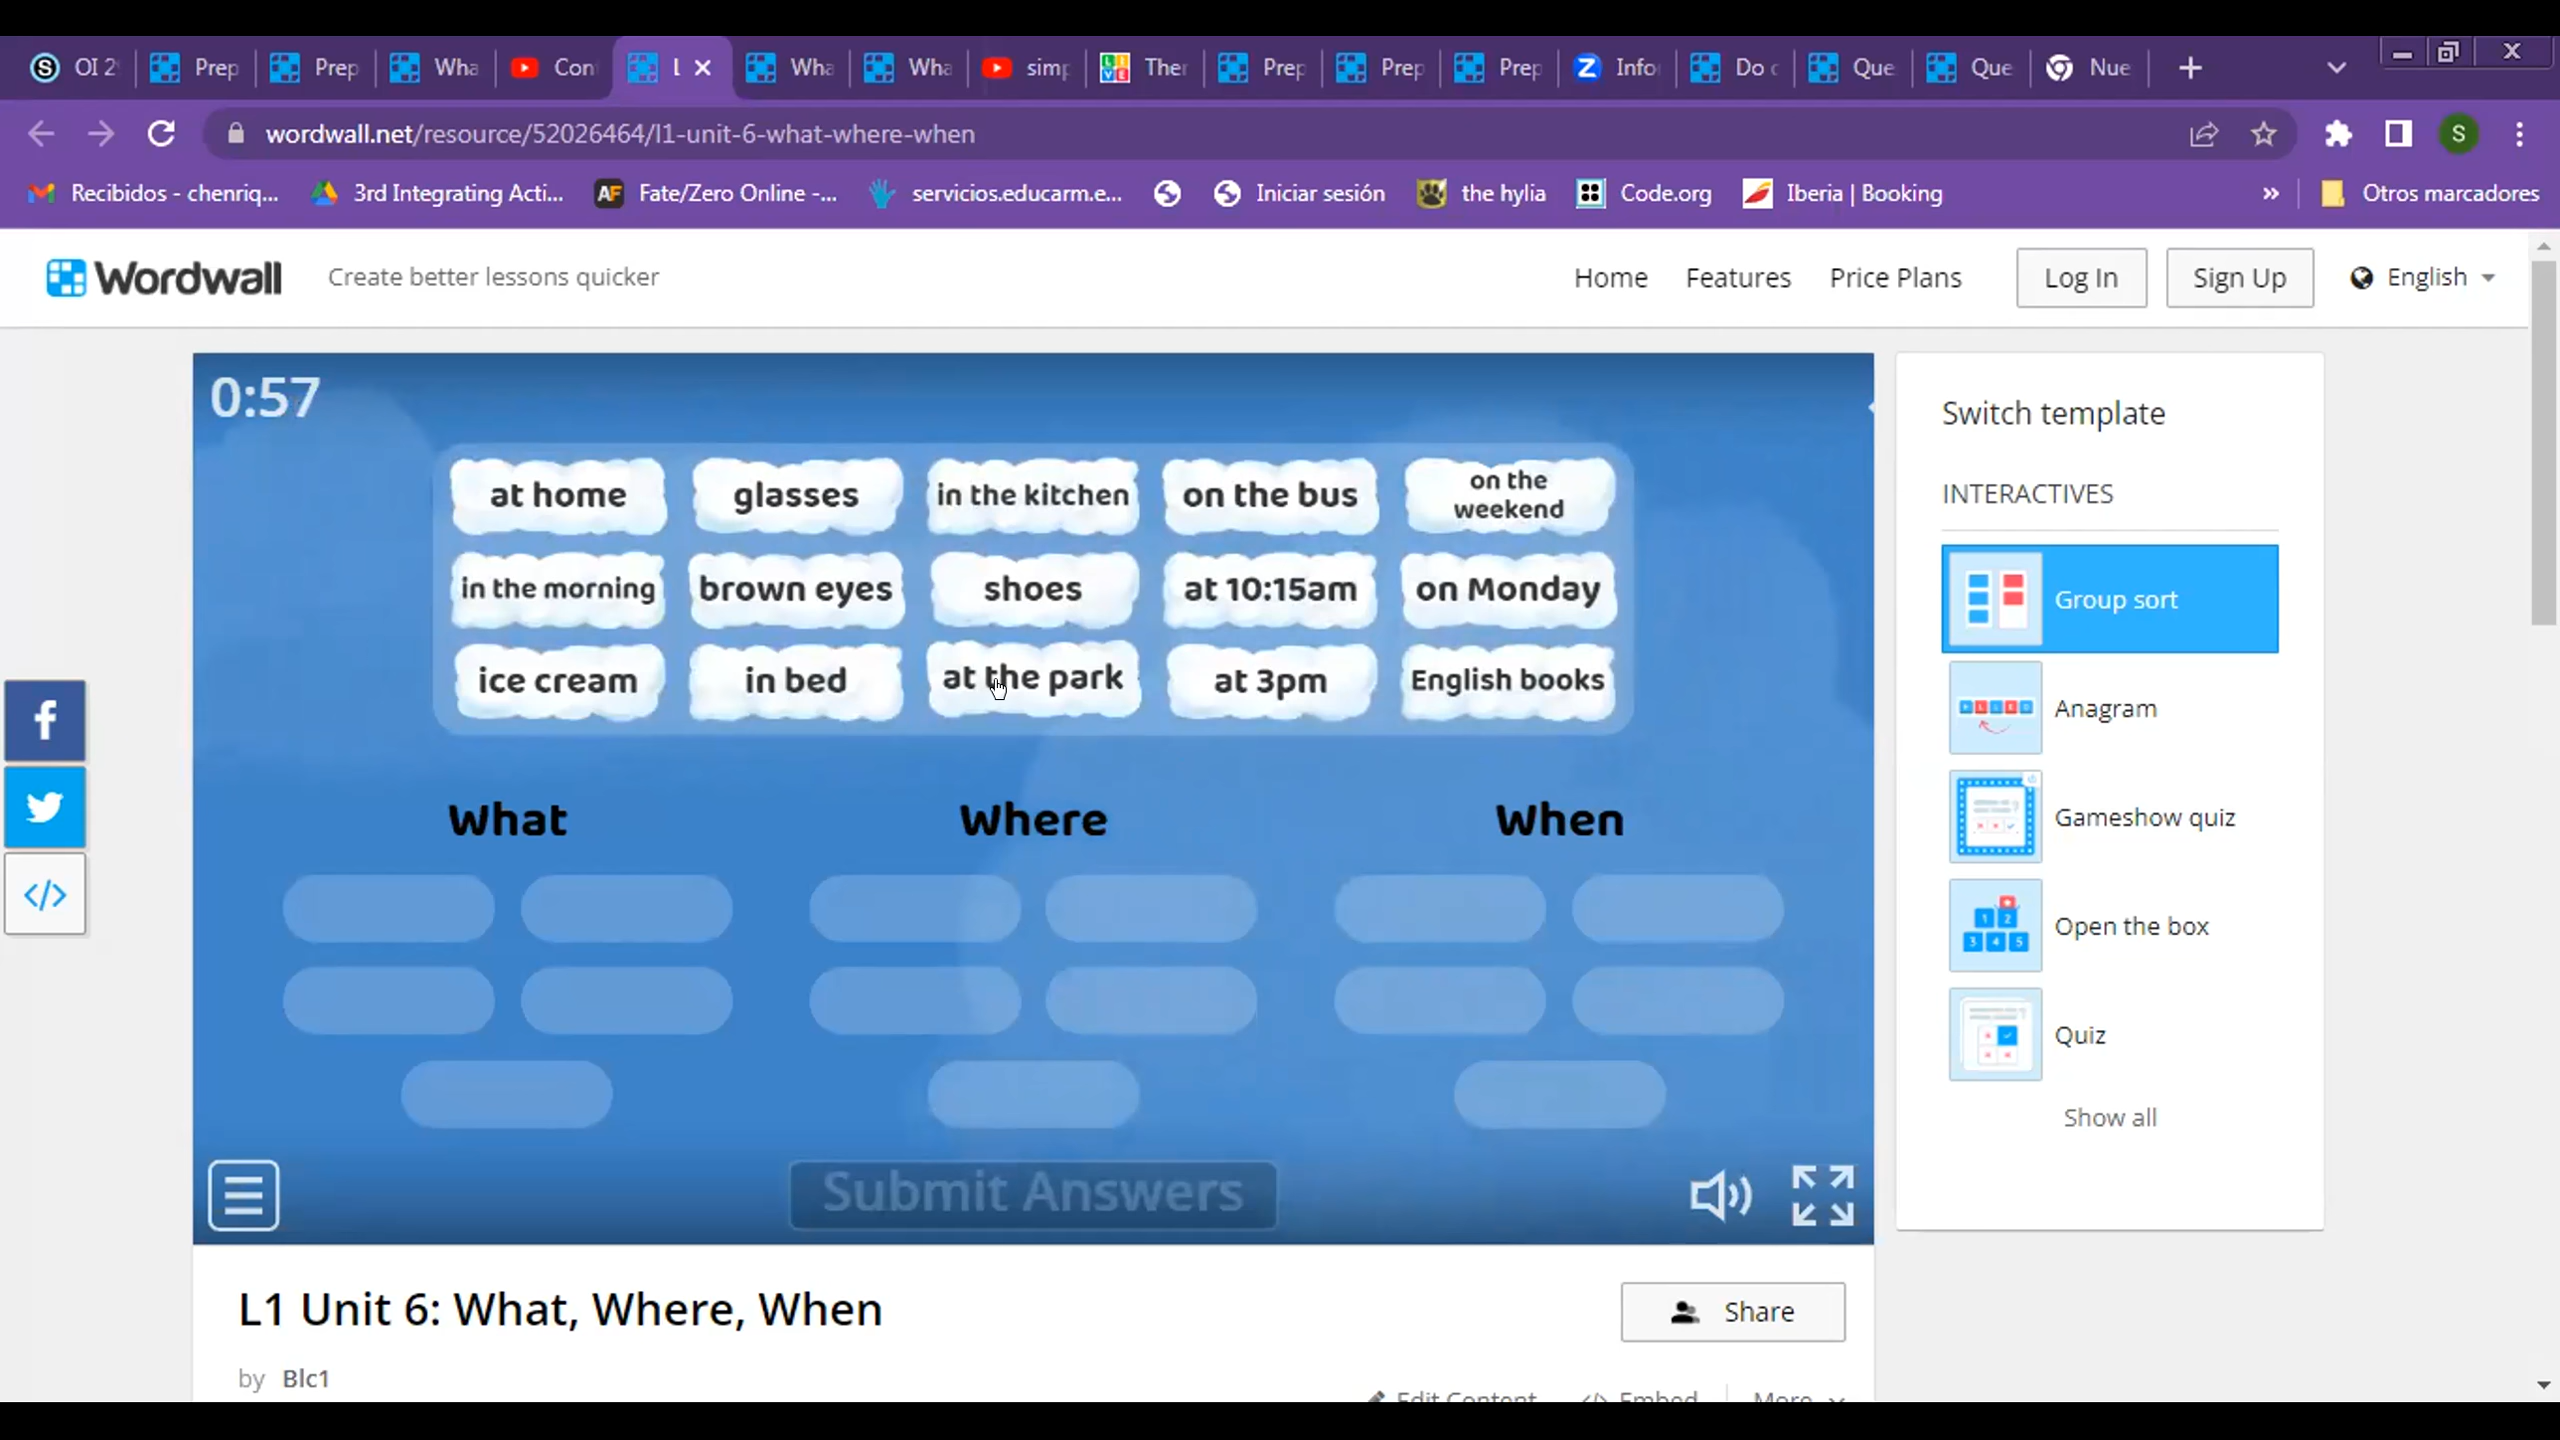 OI 2 Prep Prep Wha Con L Wha Wha simp Ther Prep Prep Prep Info Do c Que Que Nue
wordwall.net/resource/52026464/l1-unit-6-what-where-when S
Recibidos - chenriq... 3rd Integrating Acti... AF Fate/Zero Online -... servicios.educarm.e... Iniciar sesión the hylia Code.org Iberia | Booking » Otros marcadores
Wordwall Create better lessons quicker Home Features Price Plans Log In Sign Up English
0:57
at home glasses in the kitchen on the bus on the weekend
in the morning brown eyes shoes at 10:15am on Monday
ice cream in bed at the park at 3pm English books
What Where When
Submit Answers
Switch template
INTERACTIVES
Group sort
Anagram
Gameshow quiz
Open the box
Quiz
Show all
L1 Unit 6: What, Where, When
Share
by Blc1
Edit Content Embed More